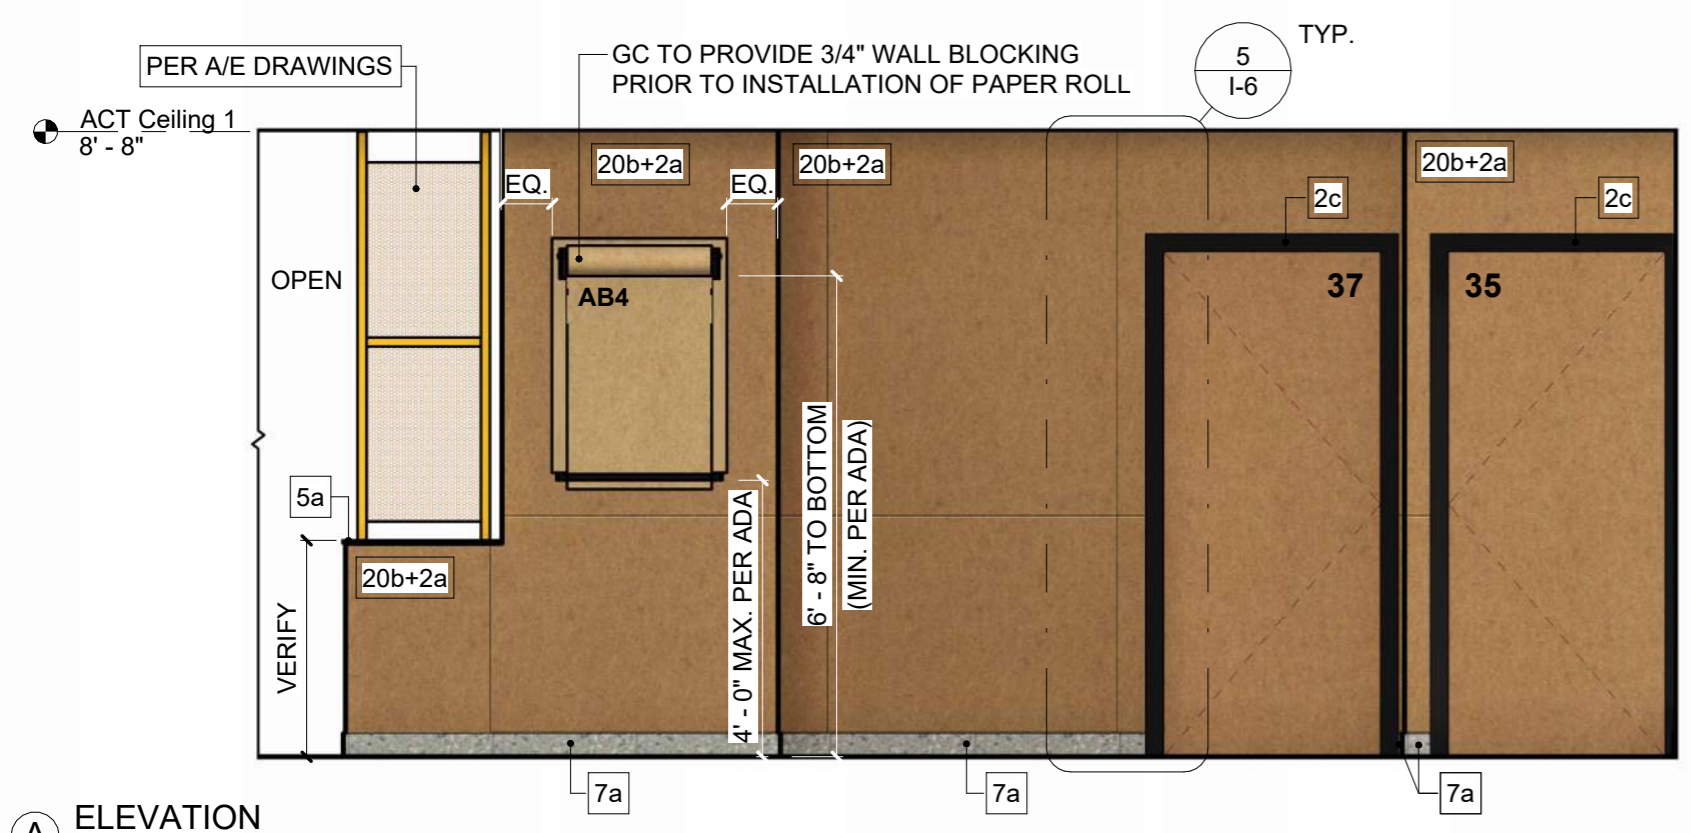 PER A/E DRAWINGS
GC TO PROVIDE 3/4" WALL BLOCKING
PRIOR TO INSTALLATION OF PAPER ROLL
5
I-6
TYP.
ACT Ceiling 1
8' - 8"
20b+2a
20b+2a
20b+2a
EQ.
EQ.
2c
2c
OPEN
AB4
37
35
5a
20b+2a
VERIFY
4' - 0" MAX. PER ADA
6' - 8" TO BOTTOM
(MIN. PER ADA)
7a
7a
7a
A
ELEVATION